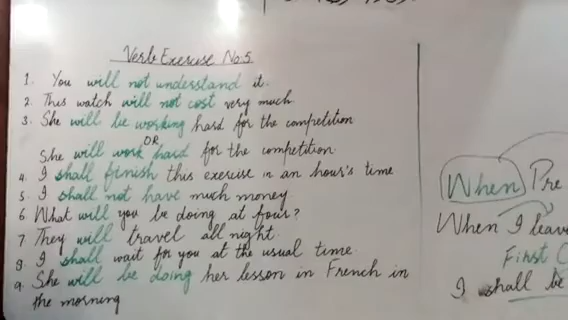 Verb Exercise No.5
1. You will not understand it.
2. This watch will not cost very much.
3. She will be working hard for the competition
OR
She will work hard for the competition
4. I shall finish this exercise in an hour's time
5. I shall not have much money
6 What will you be doing at four?
7 They will travel all night.
8. I shall wait for you at the usual time.
9. She will be doing her lesson in French in
the morning
When Pre
When I leav
First
I shall be